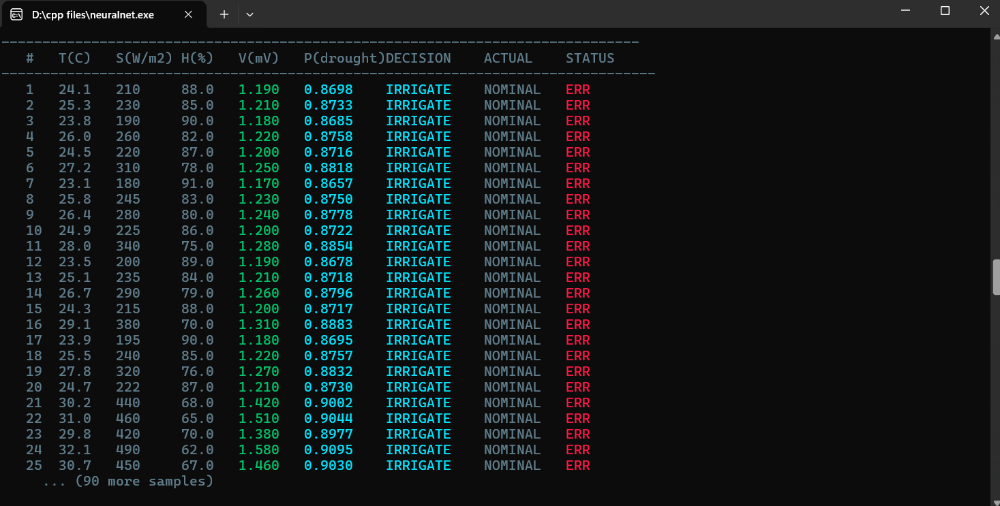 D:\cpp files\neuralnet.exe
# T(C) S(W/m2) H(%) V(mV) P(drought)DECISION ACTUAL STATUS
1 24.1 210 88.0 1.190 0.8698 IRRIGATE NOMINAL ERR
2 25.3 230 85.0 1.210 0.8733 IRRIGATE NOMINAL ERR
3 23.8 190 90.0 1.180 0.8685 IRRIGATE NOMINAL ERR
4 26.0 260 82.0 1.220 0.8758 IRRIGATE NOMINAL ERR
5 24.5 220 87.0 1.200 0.8716 IRRIGATE NOMINAL ERR
6 27.2 310 78.0 1.250 0.8818 IRRIGATE NOMINAL ERR
7 23.1 180 91.0 1.170 0.8657 IRRIGATE NOMINAL ERR
8 25.8 245 83.0 1.230 0.8750 IRRIGATE NOMINAL ERR
9 26.4 280 80.0 1.240 0.8778 IRRIGATE NOMINAL ERR
10 24.9 225 86.0 1.200 0.8722 IRRIGATE NOMINAL ERR
11 28.0 340 75.0 1.280 0.8854 IRRIGATE NOMINAL ERR
12 23.5 200 89.0 1.190 0.8678 IRRIGATE NOMINAL ERR
13 25.1 235 84.0 1.210 0.8718 IRRIGATE NOMINAL ERR
14 26.7 290 79.0 1.260 0.8796 IRRIGATE NOMINAL ERR
15 24.3 215 88.0 1.200 0.8717 IRRIGATE NOMINAL ERR
16 29.1 380 70.0 1.310 0.8883 IRRIGATE NOMINAL ERR
17 23.9 195 90.0 1.180 0.8695 IRRIGATE NOMINAL ERR
18 25.5 240 85.0 1.220 0.8757 IRRIGATE NOMINAL ERR
19 27.8 320 76.0 1.270 0.8832 IRRIGATE NOMINAL ERR
20 24.7 222 87.0 1.210 0.8730 IRRIGATE NOMINAL ERR
21 30.2 440 68.0 1.420 0.9002 IRRIGATE NOMINAL ERR
22 31.0 460 65.0 1.510 0.9044 IRRIGATE NOMINAL ERR
23 29.8 420 70.0 1.380 0.8977 IRRIGATE NOMINAL ERR
24 32.1 490 62.0 1.580 0.9095 IRRIGATE NOMINAL ERR
25 30.7 450 67.0 1.460 0.9030 IRRIGATE NOMINAL ERR
... (90 more samples)